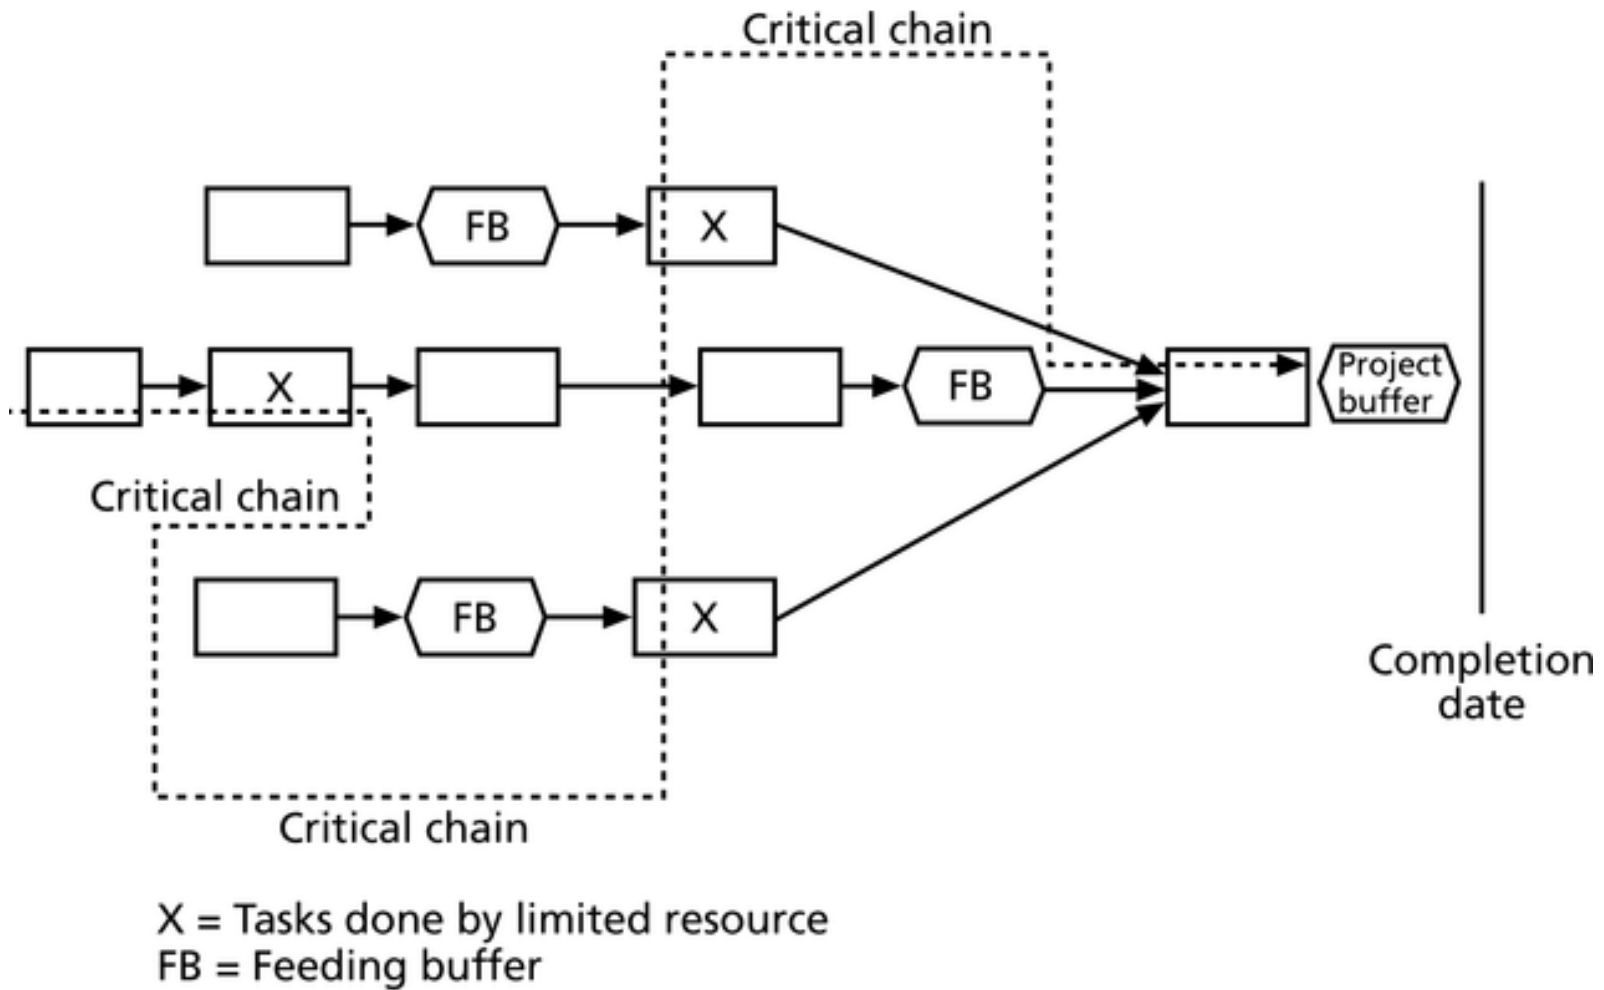 Critical chain
FB
X
X
FB
Project
buffer
Critical chain
FB
X
Completion
date
Critical chain
X = Tasks done by limited resource
FB = Feeding buffer